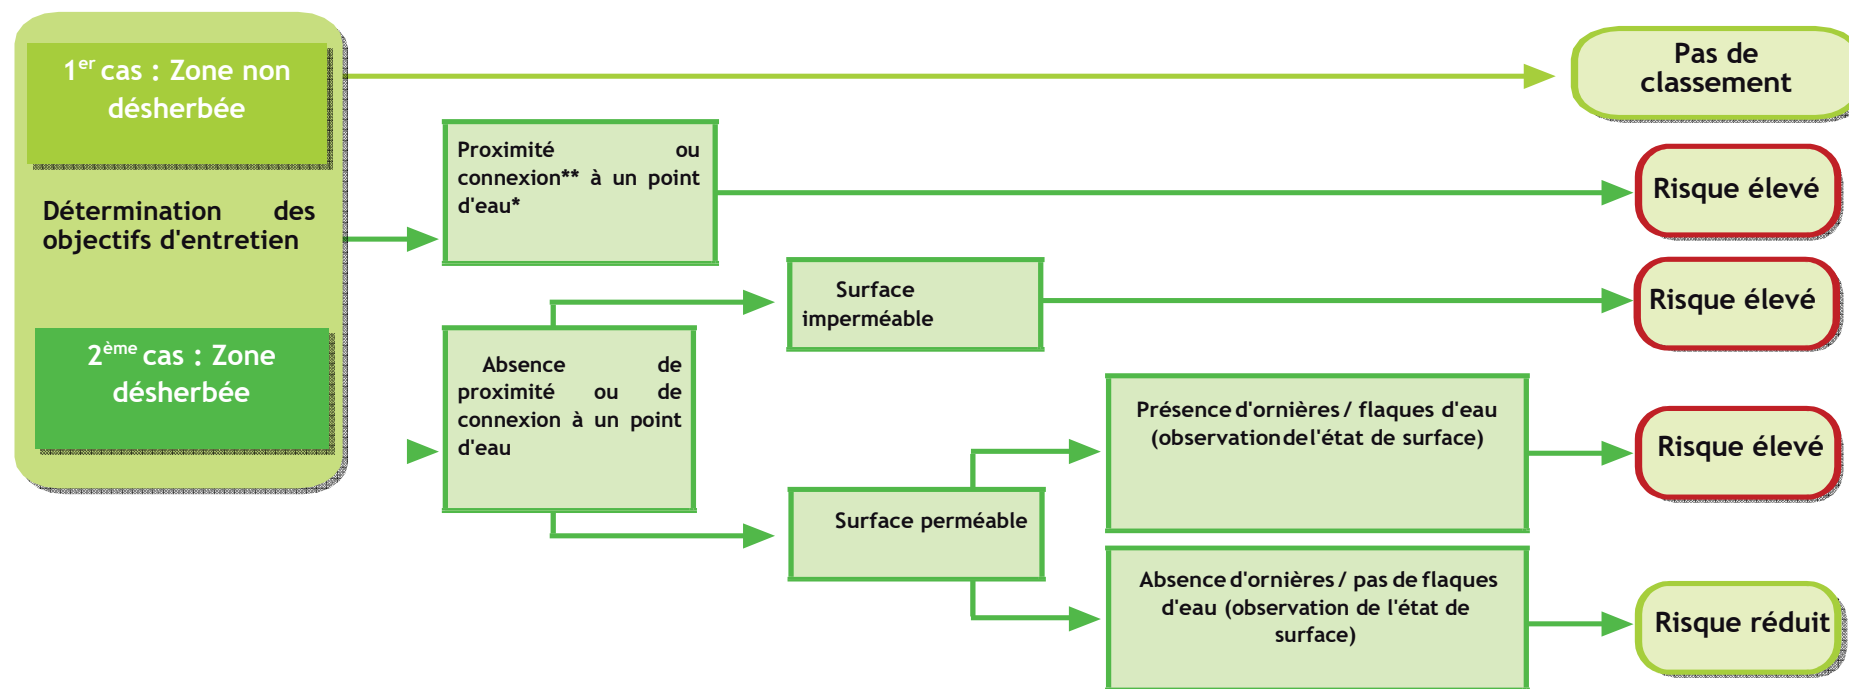 1er cas : Zone non
désherbée
Détermination des
objectifs d'entretien
2ème cas : Zone
désherbée
Proximité ou
connexion** à un point
d'eau*
Absence de
proximité ou de
connexion à un point
d'eau
Surface
imperméable
Surface perméable
Présence d'ornières / flaques d'eau
(observation de l'état de surface)
Absence d'ornières / pas de flaques
d'eau (observation de l'état de
surface)
Pas de
classement
Risque élevé
Risque élevé
Risque élevé
Risque réduit